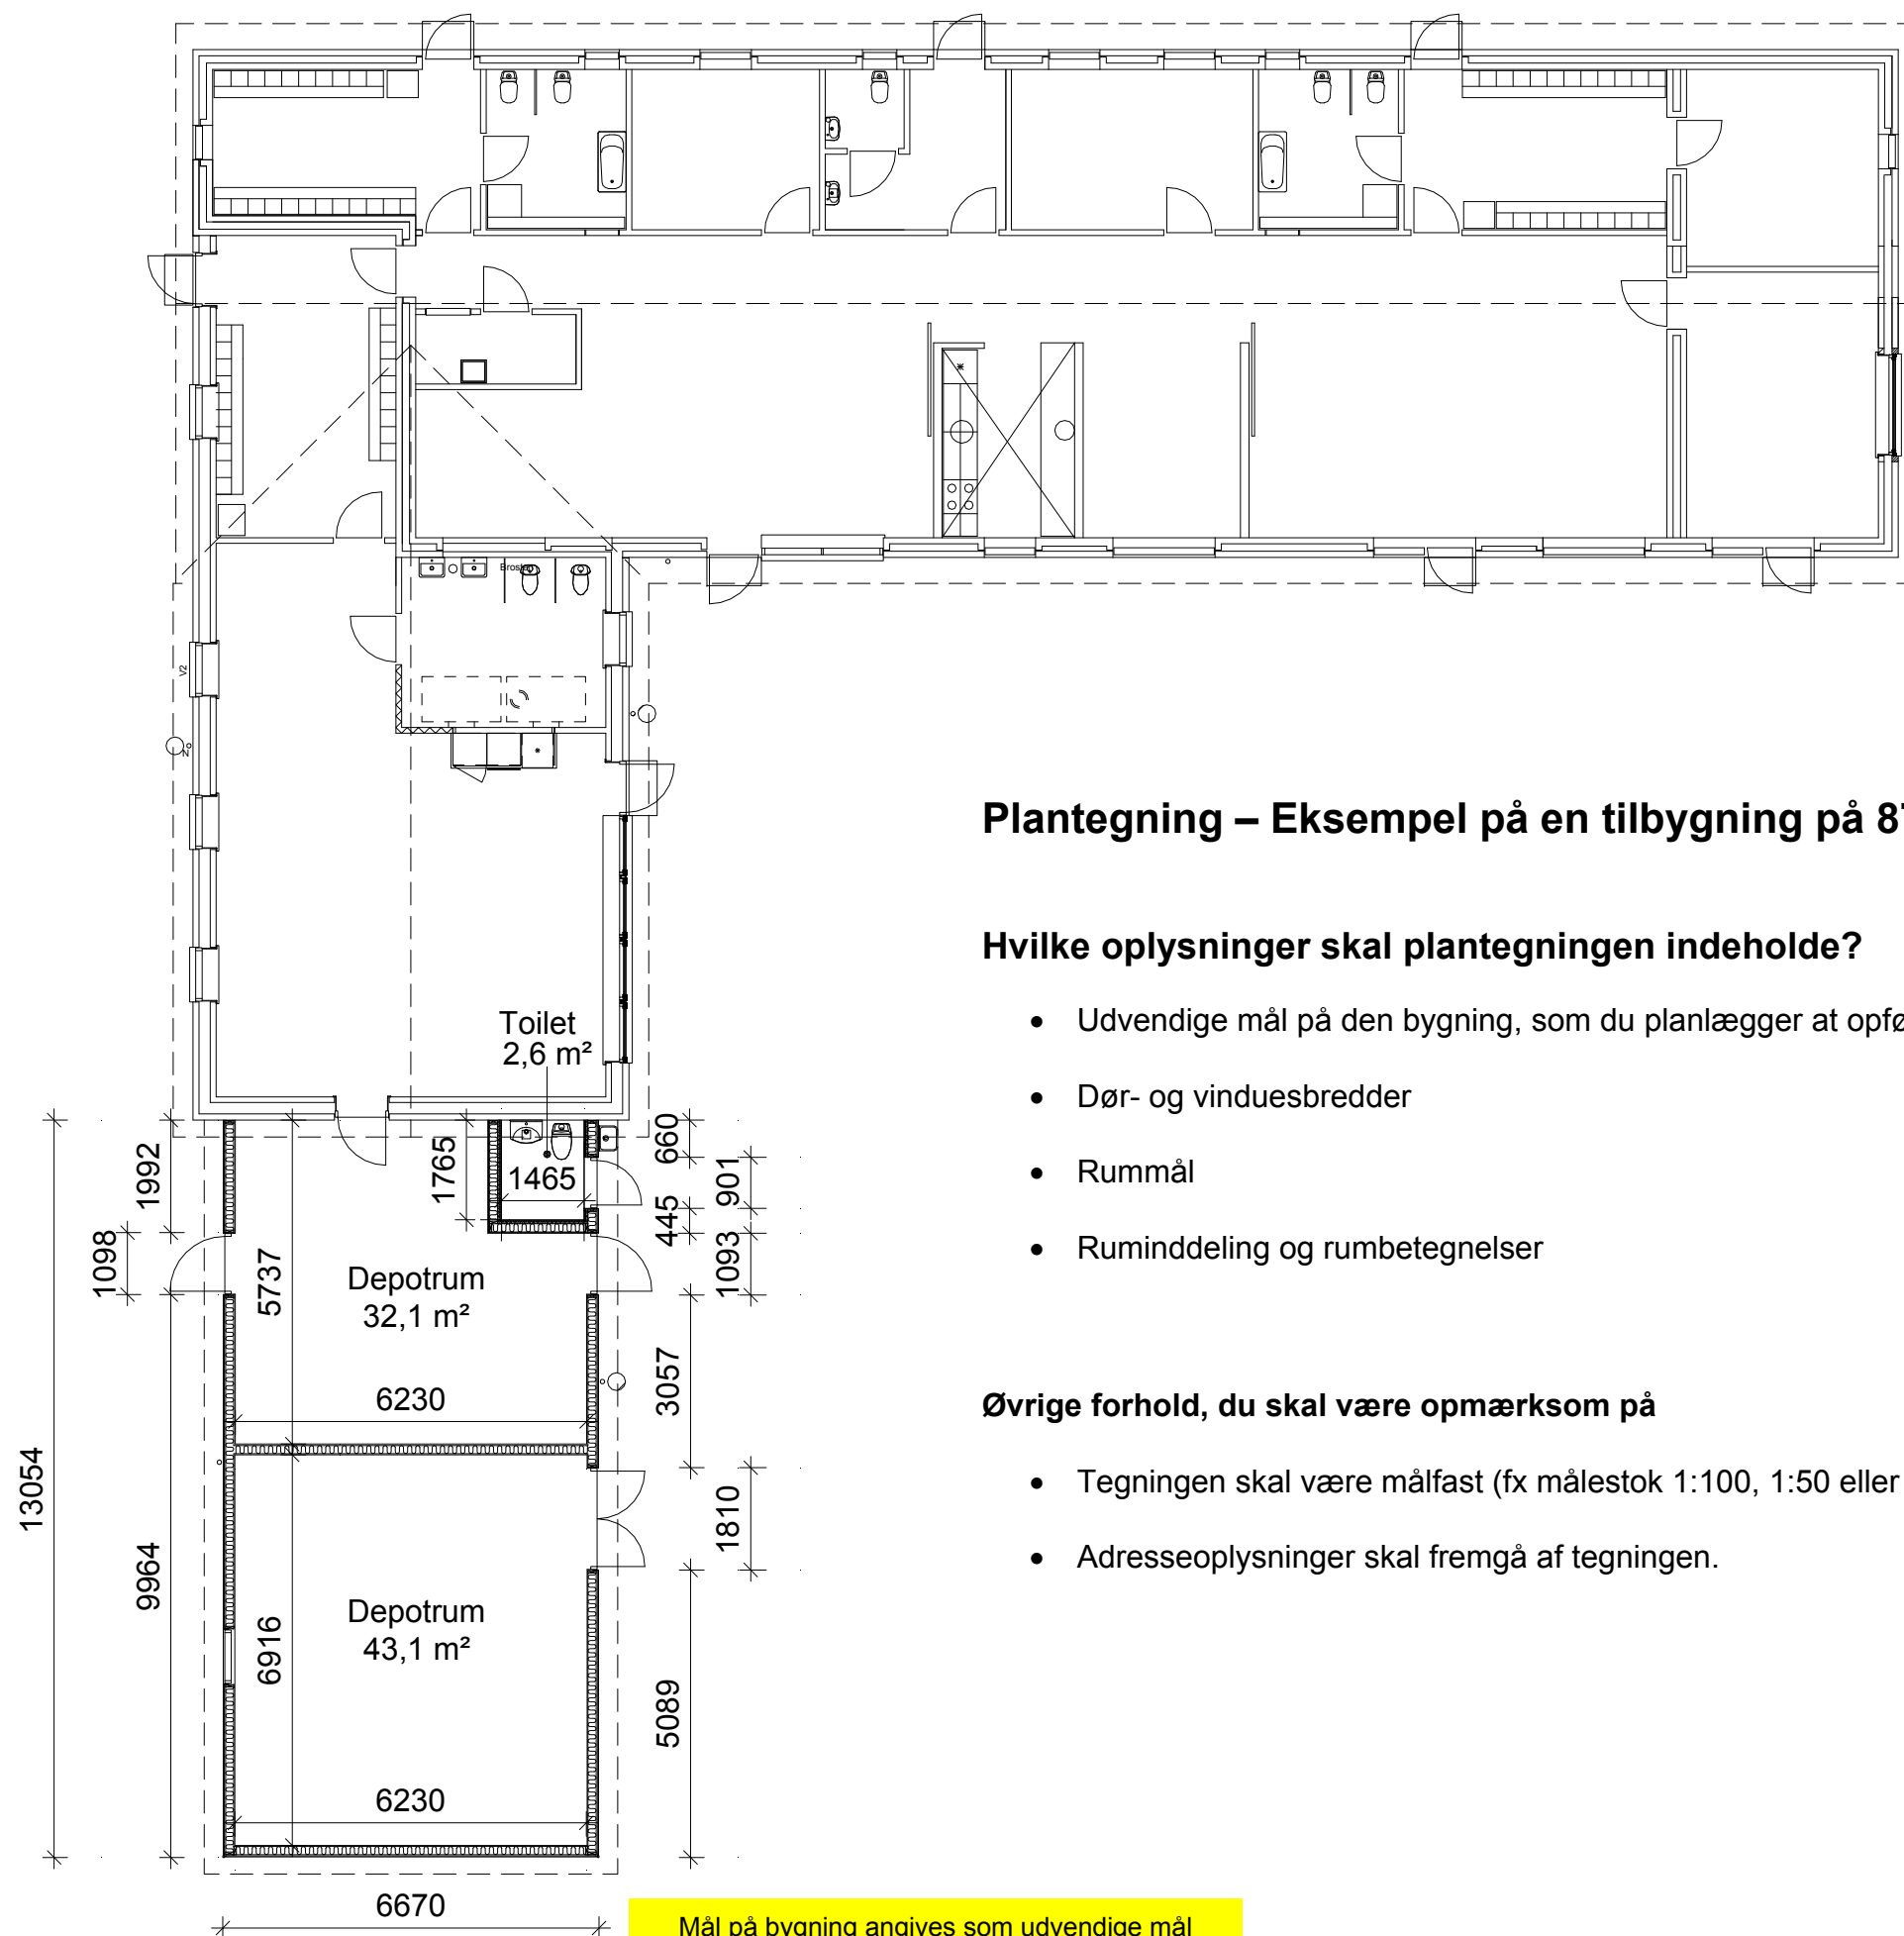 Brosten
V2
N
Plantegning – Eksempel på en tilbygning på 87
Hvilke oplysninger skal plantegningen indeholde?
• Udvendige mål på den bygning, som du planlægger at opfø
• Dør- og vinduesbredder
• Rummål
• Ruminddeling og rumbetegnelser
Øvrige forhold, du skal være opmærksom på
• Tegningen skal være målfast (fx målestok 1:100, 1:50 eller
• Adresseoplysninger skal fremgå af tegningen.
Toilet
2,6 m²
1992
1765
1465
660
901
445
1098
1093
5737
Depotrum
32,1 m²
6230
3057
13054
9964
1810
Depotrum
43,1 m²
6916
5089
6230
6670
Mål på bygning angives som udvendige mål